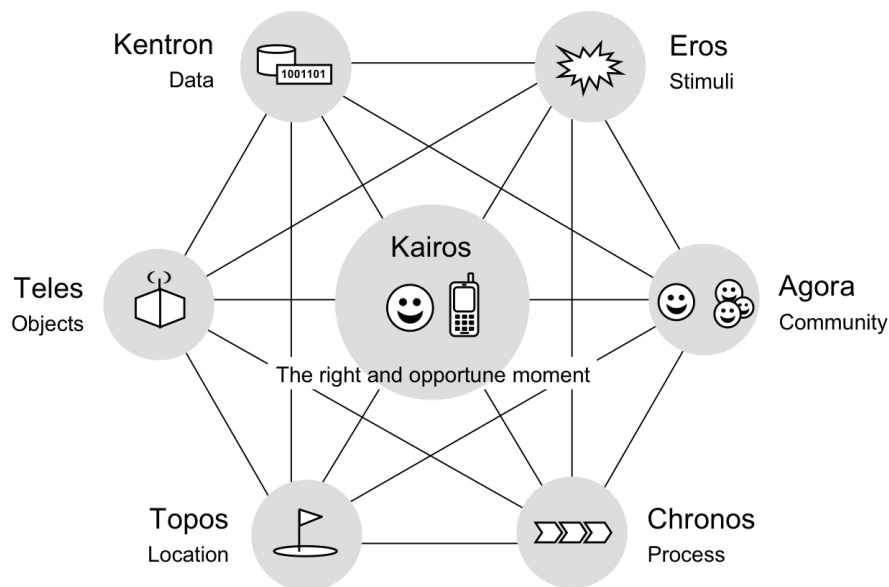 Kentron
Data
1001101
Eros
Stimuli
Kairos
Teles
Objects
Agora
Community
The right and opportune moment
Topos
Location
Chronos
Process